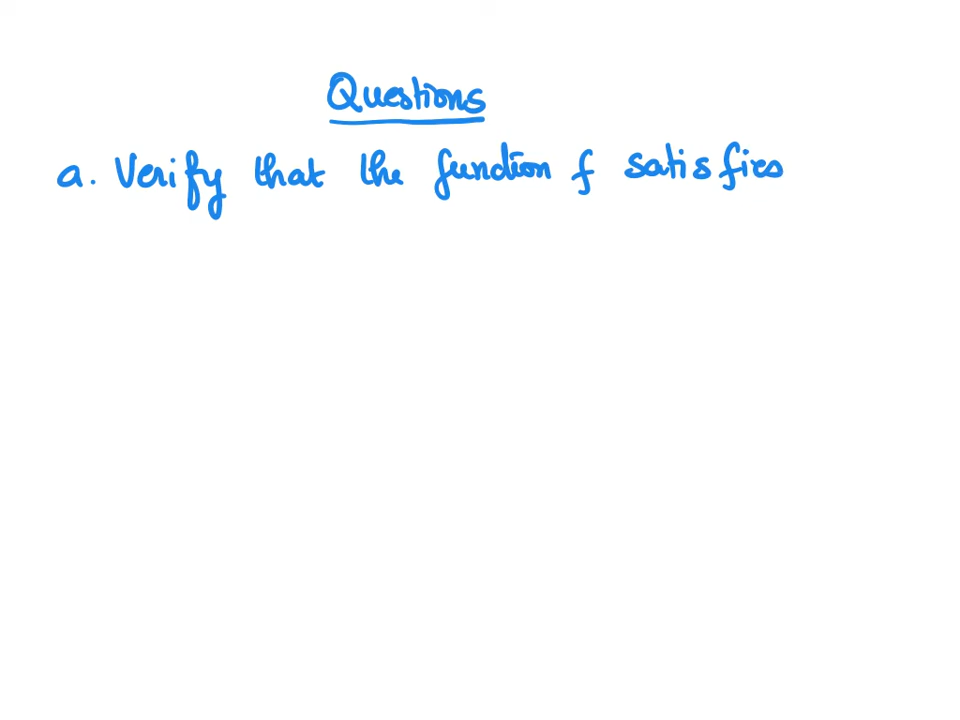 Questions
a. Verify that the function f satisfies